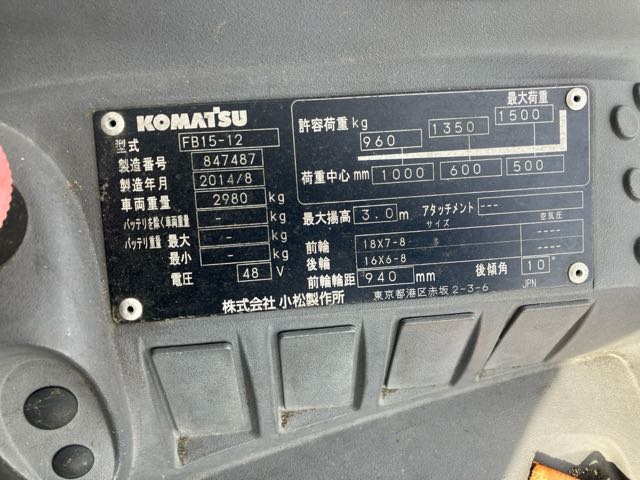 KOMATSU
型式 FB15-12
製造番号 847487
製造年月 2014/8
車両重量 2980 kg
バッテリを除く車両重量 - kg
バッテリ重量 最大 - kg
最小 - kg
電圧 48 V
最大荷重
許容荷重 kg 960 1350 1500
荷重中心 mm 1000 600 500
最大揚高 3.0 m アタッチメント ---
サイズ 空気圧
前輪 18X7-8 ----
後輪 16X6-8 ----
前輪輪距 940 mm 後傾角 10°
株式会社 小松製作所 東京都港区赤坂2-3-6 JPN